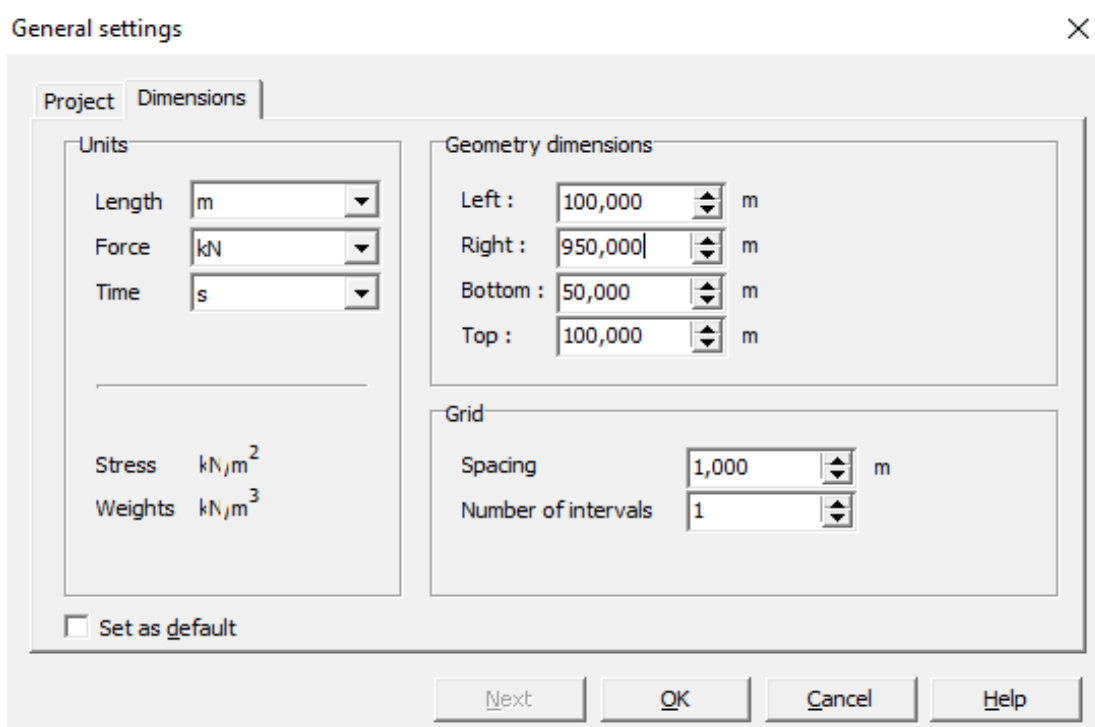 General settings
Project Dimensions
Units
Length m
Force kN
Time s
Stress kN/m²
Weights kN/m³
Geometry dimensions
Left : 100,000 m
Right : 950,000 m
Bottom : 50,000 m
Top : 100,000 m
Grid
Spacing 1,000 m
Number of intervals 1
Set as default
Next OK Cancel Help